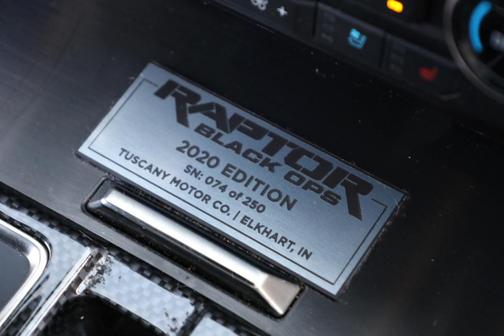 RAPTOR
BLACK OPS
2020 EDITION
SN: 074 of 250
TUSCANY MOTOR CO. | ELKHART, IN